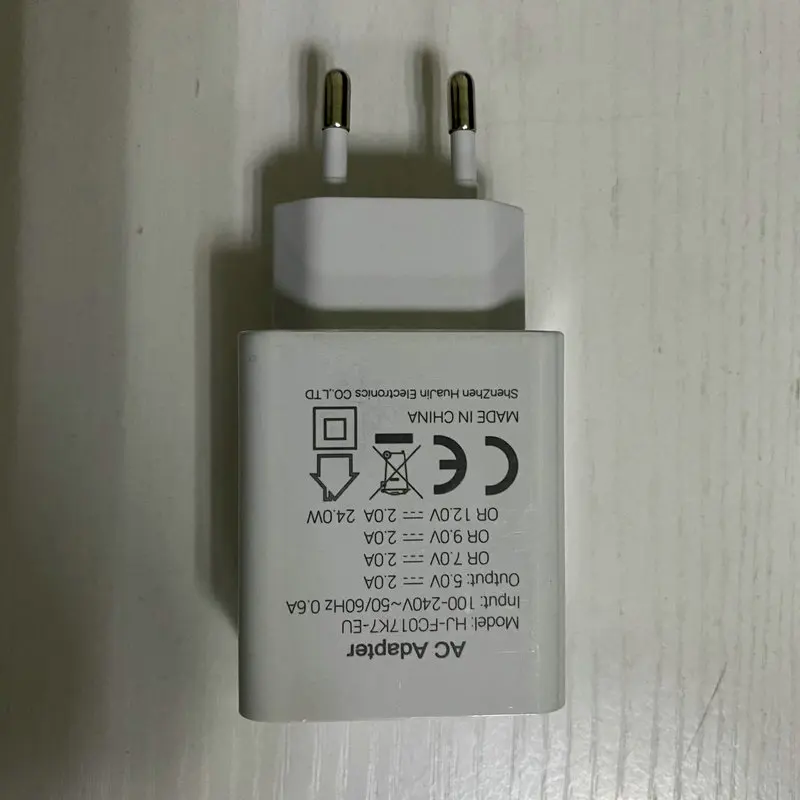 AC Adapter
Model: HJ-FC017K7-EU
Input: 100-240V~50/60Hz 0.6A
Output: 5.0V ⎓ 2.0A
OR 7.0V ⎓ 2.0A
OR 9.0V ⎓ 2.0A
OR 12.0V ⎓ 2.0A 24.0W
CE
MADE IN CHINA
ShenZhen HuaJin Electronics CO.,LTD